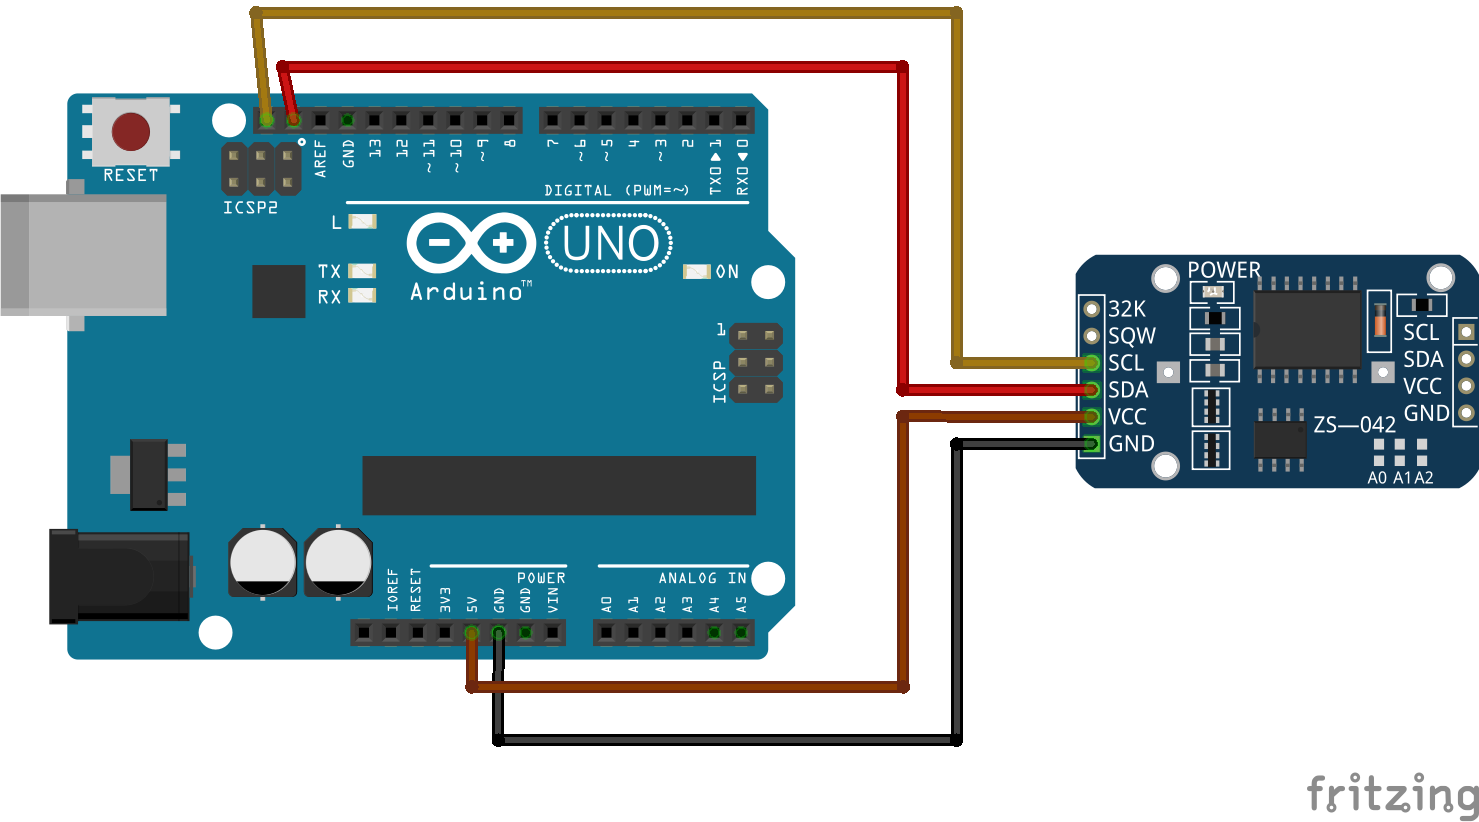 RESET
ICSP2
AREF
GND
13
12
~11
~10
~9
8
7
~6
~5
4
~3
2
TX0▶1
RX0◀0
DIGITAL (PWM=~)
L
TX
RX
UNO
Arduino™
ON
1
ICSP
IOREF
RESET
3V3
5V
GND
GND
VIN
POWER
ANALOG IN
A0
A1
A2
A3
A4
A5
POWER
32K
SQW
SCL
SDA
VCC
GND
SCL
SDA
VCC
GND
ZS—042
A0 A1 A2
fritzing